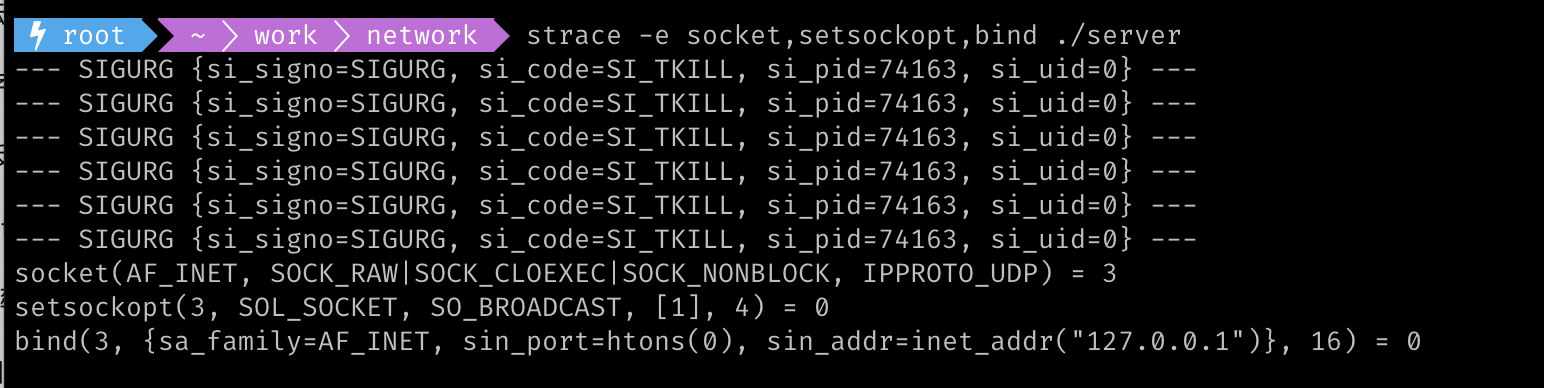 root ~ work network strace -e socket,setsockopt,bind ./server
--- SIGURG {si_signo=SIGURG, si_code=SI_TKILL, si_pid=74163, si_uid=0} ---
--- SIGURG {si_signo=SIGURG, si_code=SI_TKILL, si_pid=74163, si_uid=0} ---
--- SIGURG {si_signo=SIGURG, si_code=SI_TKILL, si_pid=74163, si_uid=0} ---
--- SIGURG {si_signo=SIGURG, si_code=SI_TKILL, si_pid=74163, si_uid=0} ---
--- SIGURG {si_signo=SIGURG, si_code=SI_TKILL, si_pid=74163, si_uid=0} ---
--- SIGURG {si_signo=SIGURG, si_code=SI_TKILL, si_pid=74163, si_uid=0} ---
socket(AF_INET, SOCK_RAW|SOCK_CLOEXEC|SOCK_NONBLOCK, IPPROTO_UDP) = 3
setsockopt(3, SOL_SOCKET, SO_BROADCAST, [1], 4) = 0
bind(3, {sa_family=AF_INET, sin_port=htons(0), sin_addr=inet_addr("127.0.0.1")}, 16) = 0